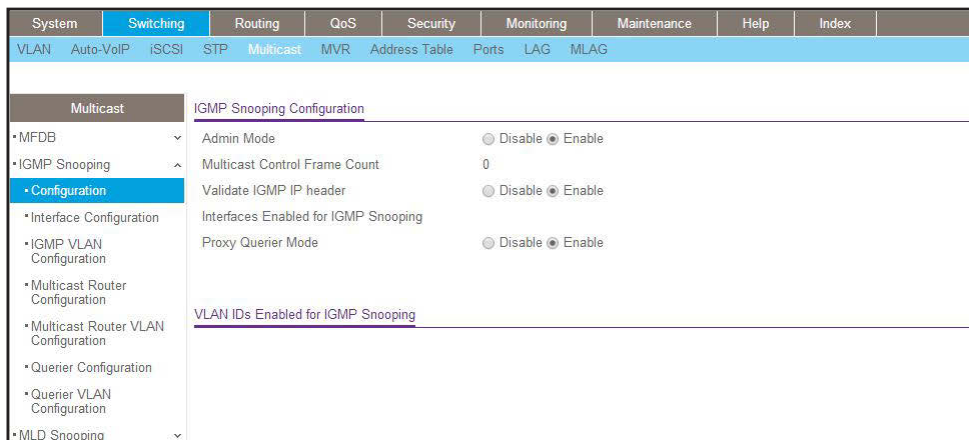 System Switching Routing QoS Security Monitoring Maintenance Help Index
VLAN Auto-VoIP iSCSI STP Multicast MVR Address Table Ports LAG MLAG
Multicast
MFDB
IGMP Snooping
Configuration
Interface Configuration
IGMP VLAN
Configuration
Multicast Router
Configuration
Multicast Router VLAN
Configuration
Querier Configuration
Querier VLAN
Configuration
MLD Snooping
IGMP Snooping Configuration
Admin Mode Disable Enable
Multicast Control Frame Count 0
Validate IGMP IP header Disable Enable
Interfaces Enabled for IGMP Snooping
Proxy Querier Mode Disable Enable
VLAN IDs Enabled for IGMP Snooping